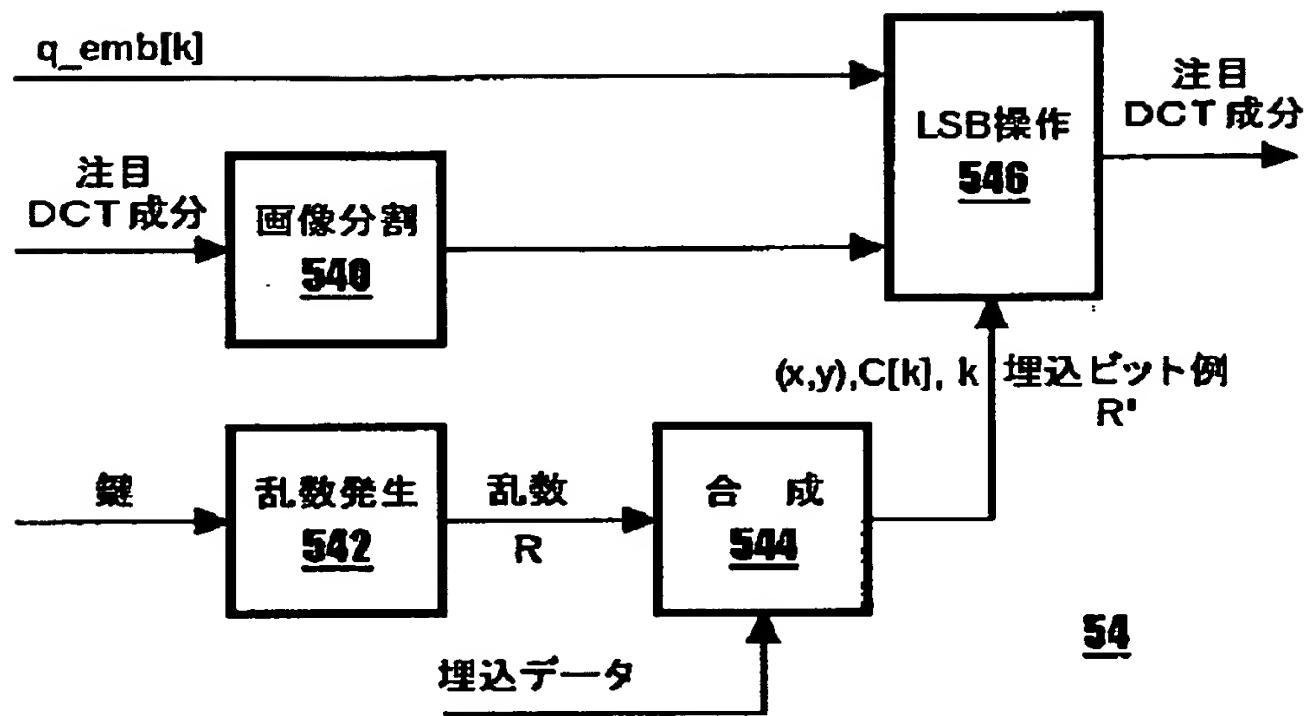 q_emb[k]
注目
DCT成分
LSB操作
546
注目
DCT成分
画像分割
540
(x,y),C[k], k 埋込ビット例
R'
鍵
乱数発生
542
乱数
R
合 成
544
埋込データ
54